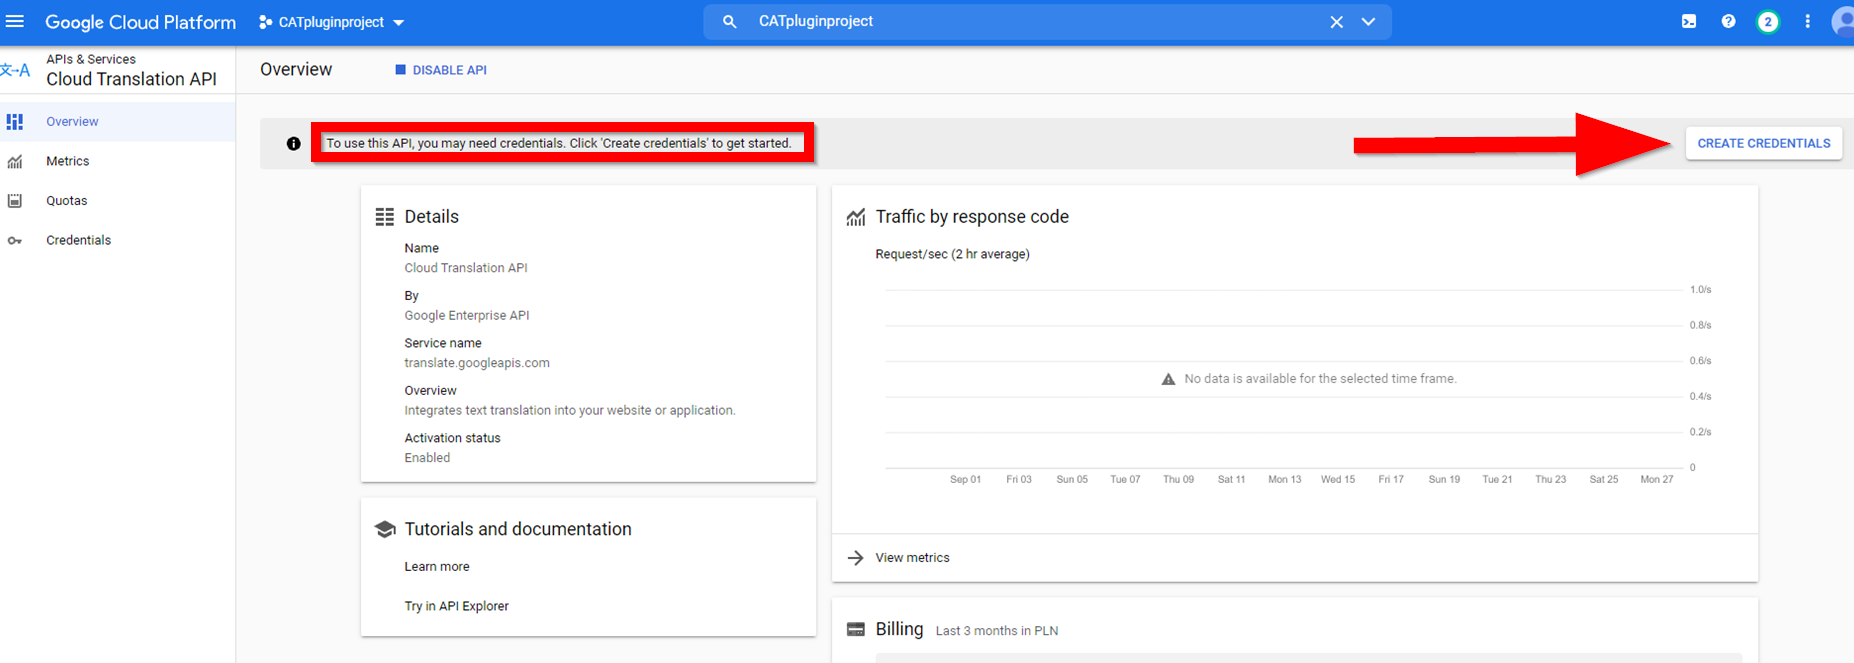 Google Cloud Platform
CATpluginproject
CATpluginproject
2
文→A
APIs & Services
Cloud Translation API
Overview
DISABLE API
Overview
Metrics
Quotas
Credentials
To use this API, you may need credentials. Click 'Create credentials' to get started.
CREATE CREDENTIALS
Details
Name
Cloud Translation API
By
Google Enterprise API
Service name
translate.googleapis.com
Overview
Integrates text translation into your website or application.
Activation status
Enabled
Tutorials and documentation
Learn more
Try in API Explorer
Traffic by response code
Request/sec (2 hr average)
1.0/s
0.8/s
0.6/s
No data is available for the selected time frame.
0.4/s
0.2/s
0
Sep 01 Fri 03 Sun 05 Tue 07 Thu 09 Sat 11 Mon 13 Wed 15 Fri 17 Sun 19 Tue 21 Thu 23 Sat 25 Mon 27
View metrics
Billing Last 3 months in PLN